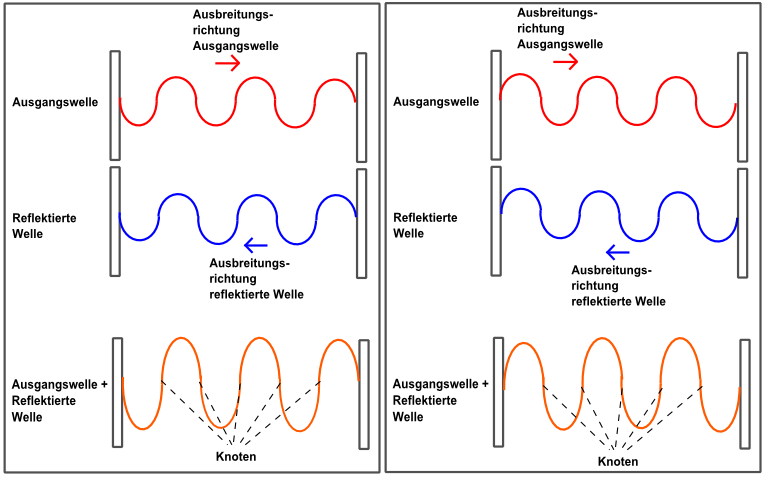 Ausbreitungs-
richtung
Ausgangswelle
Ausgangswelle
Reflektierte
Welle
Ausbreitungs-
richtung
reflektierte Welle
Ausgangswelle +
Reflektierte
Welle
Knoten
Ausbreitungs-
richtung
Ausgangswelle
Ausgangswelle
Reflektierte
Welle
Ausbreitungs-
richtung
reflektierte Welle
Ausgangswelle +
Reflektierte
Welle
Knoten